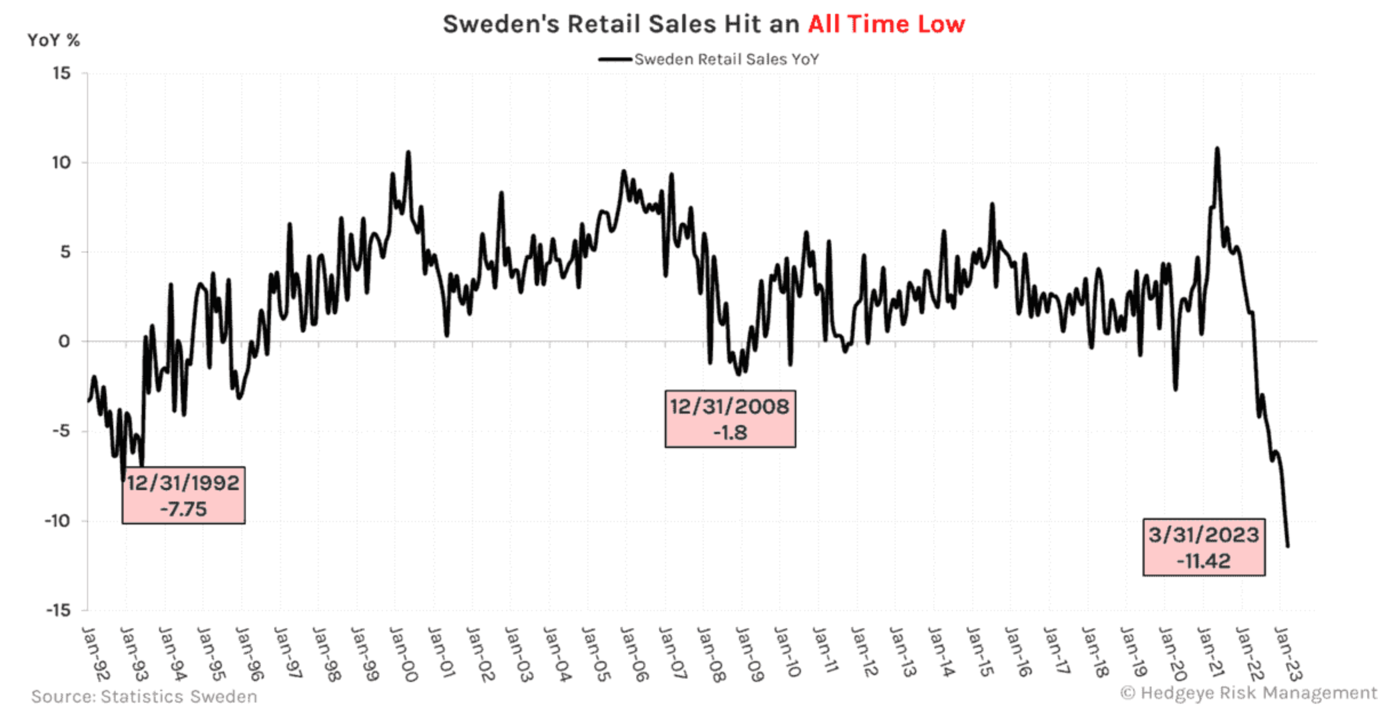 Sweden's Retail Sales Hit an All Time Low
YoY %
Sweden Retail Sales YoY
15
10
5
0
-5
-10
-15
12/31/1992
-7.75
12/31/2008
-1.8
3/31/2023
-11.42
Jan-92
Jan-93
Jan-94
Jan-95
Jan-96
Jan-97
Jan-98
Jan-99
Jan-00
Jan-01
Jan-02
Jan-03
Jan-04
Jan-05
Jan-06
Jan-07
Jan-08
Jan-09
Jan-10
Jan-11
Jan-12
Jan-13
Jan-14
Jan-15
Jan-16
Jan-17
Jan-18
Jan-19
Jan-20
Jan-21
Jan-22
Jan-23
Source: Statistics Sweden
© Hedgeye Risk Management